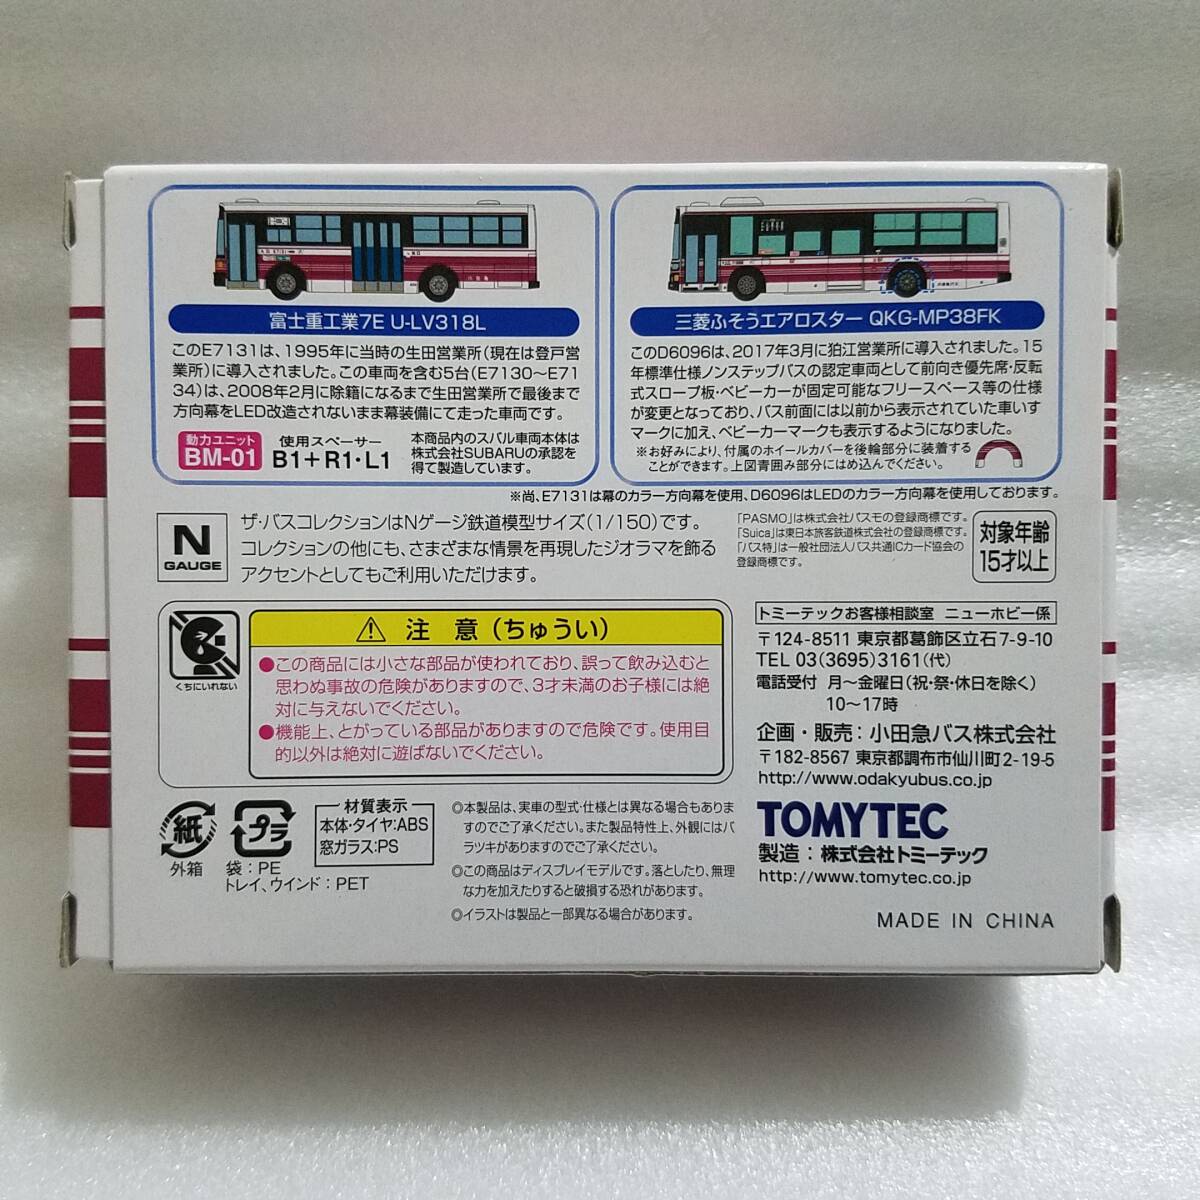 富士重工業7E U-LV318L
このE7131は、1995年に当時の生田営業所(現在は登戸営
業所)に導入されました。この車両を含む5台(E7130〜E71
34)は、2008年2月に除籍になるまで生田営業所で最後まで
方向幕をLED改造されないまま幕装備にて走った車両です。
動力ユニット
BM-01
使用スペーサー
B1+R1・L1
本商品内のスバル車両本体は
株式会社SUBARUの承認を
得て製造しています。
三菱ふそうエアロスター QKG-MP38FK
このD6096は、2017年3月に狛江営業所に導入されました。15
年標準仕様ノンステップバスの認定車両として前向き優先席・反転
式スロープ板・ベビーカーが固定可能なフリースペース等の仕様
が変更となっており、バス前面には以前から表示されていた車いす
マークに加え、ベビーカーマークも表示するようになりました。
※お好みにより、付属のホイールカバーを後輪部分に装着する
ことができます。上図青囲み部分にはめ込んでください。
※尚、E7131は幕のカラー方向幕を使用、D6096はLEDのカラー方向幕を使用しております。
N
GAUGE
ザ・バスコレクションはNゲージ鉄道模型サイズ(1/150)です。
コレクションの他にも、さまざまな情景を再現したジオラマを飾る
アクセントとしてもご利用いただけます。
「PASMO」は株式会社パスモの登録商標です。
「Suica」は東日本旅客鉄道株式会社の登録商標です。
「バス特」は一般社団法人バス共通ICカード協会の
登録商標です。
対象年齢
15才以上
くちにいれない
⚠ 注 意(ちゅうい)
●この商品には小さな部品が使われており、誤って飲み込むと
思わぬ事故の危険がありますので、3才未満のお子様には絶
対に与えないでください。
●機能上、とがっている部品がありますので危険です。使用目
的以外は絶対に遊ばないでください。
トミーテックお客様相談室 ニューホビー係
〒124-8511 東京都葛飾区立石7-9-10
TEL 03(3695)3161(代)
電話受付 月〜金曜日(祝・祭・休日を除く)
10〜17時
企画・販売:小田急バス株式会社
〒182-8567 東京都調布市仙川町2-19-5
http://www.odakyubus.co.jp
TOMYTEC
製造:株式会社トミーテック
http://www.tomytec.co.jp
MADE IN CHINA
紙
外箱
プラ
袋:PE
トレイ、ウインド:PET
材質表示
本体・タイヤ:ABS
窓ガラス:PS
◎本製品は、実車の型式・仕様とは異なる場合もありま
すのでご了承ください。また製品特性上、外観にはバ
ラツキがありますのでご了承ください。
◎この商品はディスプレイモデルです。落としたり、無理
な力を加えたりすると破損する恐れがあります。
◎イラストは製品と一部異なる場合があります。